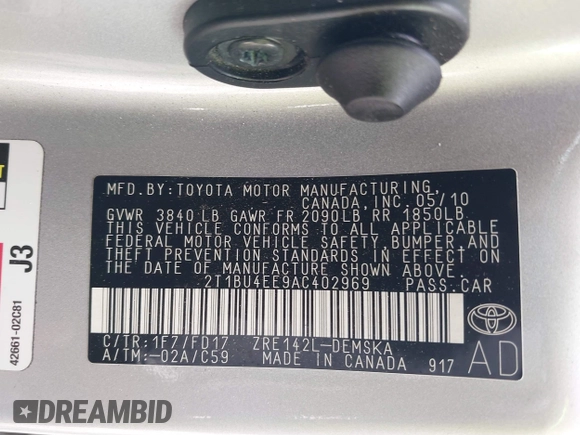 MFD.BY:TOYOTA MOTOR MANUFACTURING,
CANADA,INC.05/10
GVWR 3840LB GAWR FR 2090LB RR 1850LB
THIS VEHICLE CONFORMS TO ALL APPLICABLE
FEDERAL MOTOR VEHICLE SAFETY, BUMPER, AND
THEFT PREVENTION STANDARDS IN EFFECT ON
THE DATE OF MANUFACTURE SHOWN ABOVE.
2T1BU4EE9AC402969 PASS.CAR
C/TR:1F7/FD17 ZRE142L-DEMSKA
A/TM:-02A/C59 MADE IN CANADA 917
AD
J3
42661-02C81
DREAMBID